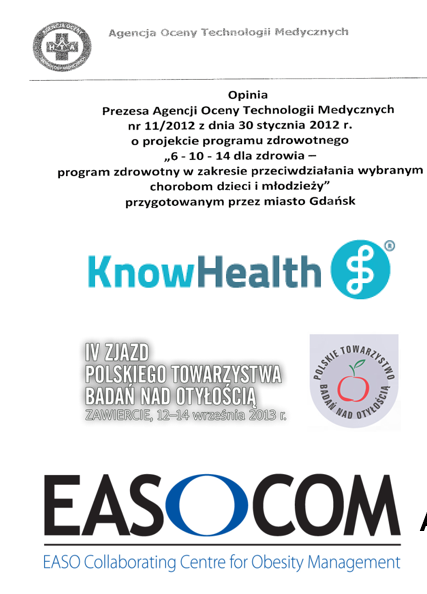 Agencja Oceny Technologii Medycznych
Opinia
Prezesa Agencji Oceny Technologii Medycznych
nr 11/2012 z dnia 30 stycznia 2012 r.
o projekcie programu zdrowotnego
„6 - 10 - 14 dla zdrowia –
program zdrowotny w zakresie przeciwdziałania wybranym
chorobom dzieci i młodzieży”
przygotowanym przez miasto Gdańsk
KnowHealth ®
IV ZJAZD
POLSKIEGO TOWARZYSTWA
BADAŃ NAD OTYŁOŚCIĄ
ZAWIERCIE, 12–14 września 2013 r.
POLSKIE TOWARZYSTWO
BADAŃ NAD OTYŁOŚCIĄ
EASOCOM
EASO Collaborating Centre for Obesity Management